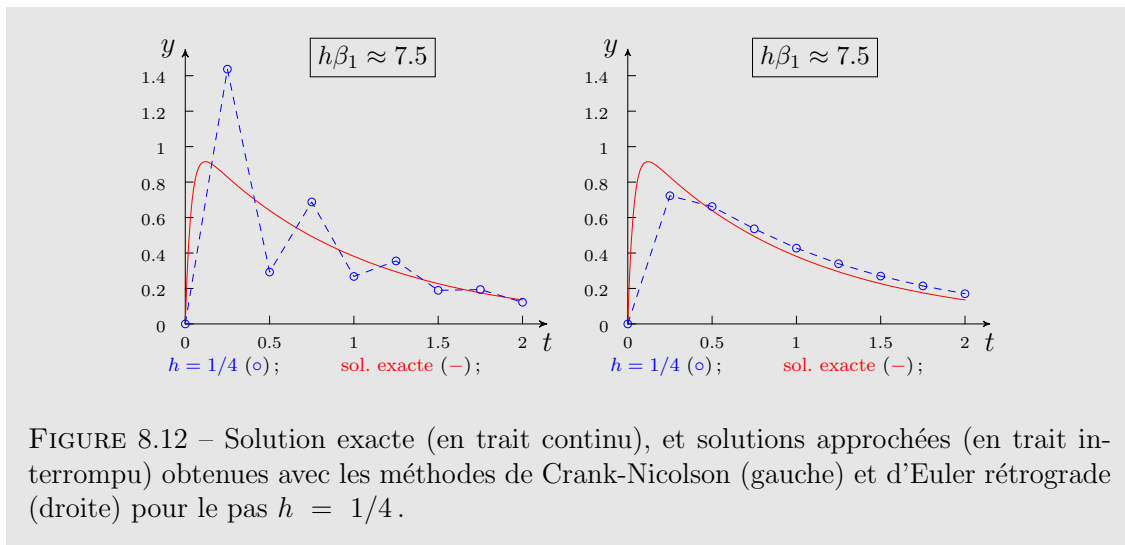 y
hβ₁ ≈ 7.5
1.4
1.2
1
0.8
0.6
0.4
0.2
0
0 0.5 1 1.5 2 t
h = 1/4 (○) ; sol. exacte (–) ;
y
hβ₁ ≈ 7.5
1.4
1.2
1
0.8
0.6
0.4
0.2
0
0 0.5 1 1.5 2 t
h = 1/4 (○) ; sol. exacte (–) ;
FIGURE 8.12 – Solution exacte (en trait continu), et solutions approchées (en trait in-
terrompu) obtenues avec les méthodes de Crank-Nicolson (gauche) et d'Euler rétrograde
(droite) pour le pas h = 1/4 .